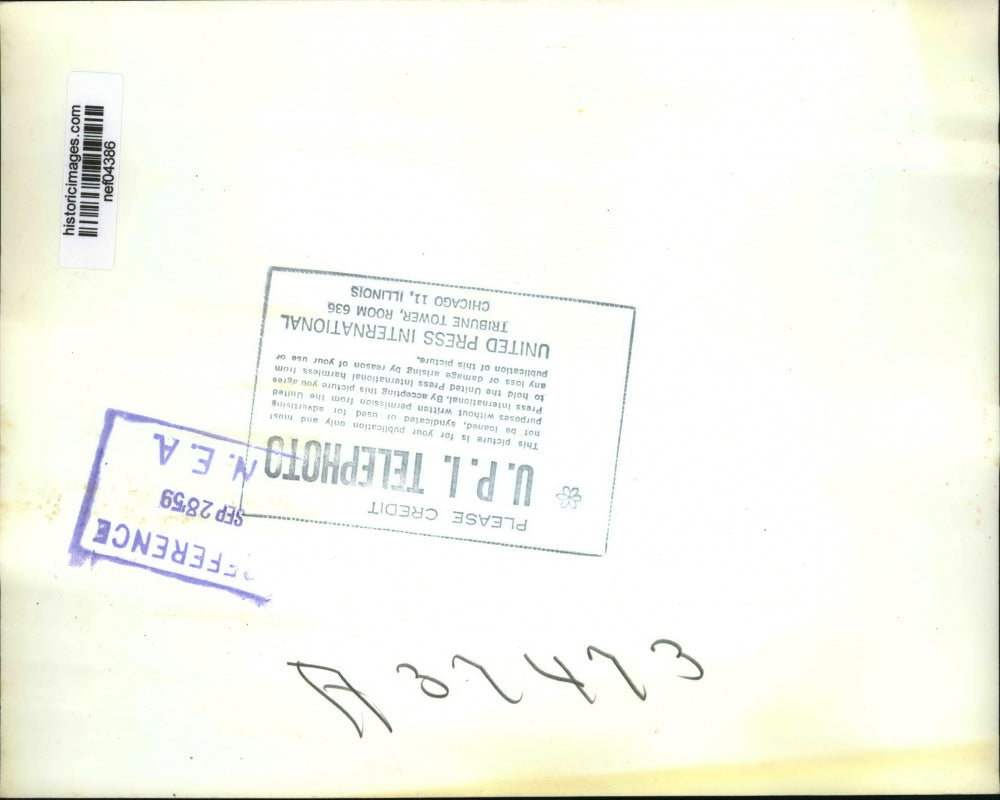 historicimages.com
nef04386
PLEASE CREDIT
U.P.I. TELEPHOTO
This picture is for your publication only and must
not be loaned, syndicated or used for advertising
purposes without written permission from the United
Press International. By accepting this picture you agree
to hold the United Press International harmless from
any loss or damage arising by reason of your use or
publication of this picture.
UNITED PRESS INTERNATIONAL
TRIBUNE TOWER, ROOM 636
CHICAGO 11, ILLINOIS
EFERENCE
SEP 28'59
N.E.A.
A 37473